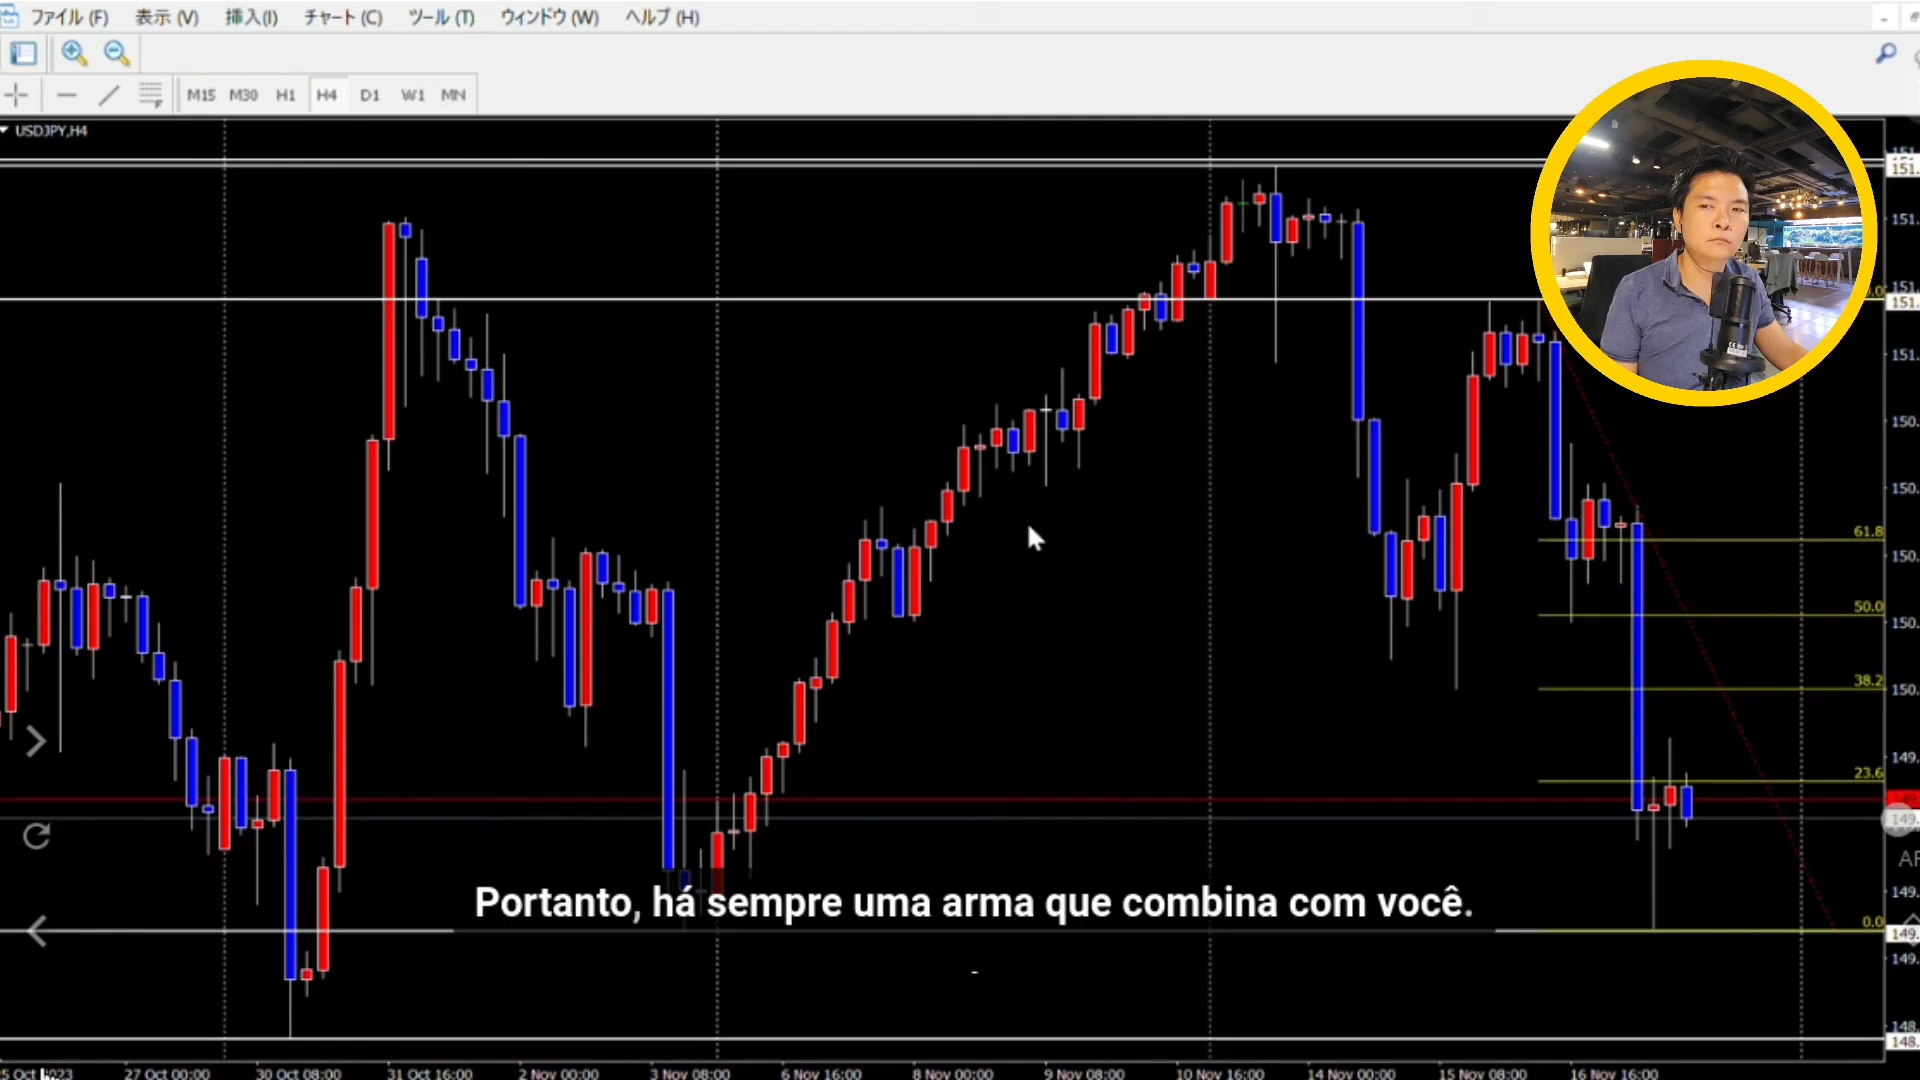 ファイル (F) 表示 (V) 挿入(I) チャート (C) ツール (T) ウィンドウ (W) ヘルプ (H)
M15 M30 H1 H4 D1 W1 MN
USDJPY,H4
61.8
50.0
38.2
23.6
Portanto, há sempre uma arma que combina com você.
0.0
-
27 Oct 00:00 30 Oct 08:00 31 Oct 16:00 2 Nov 00:00 3 Nov 08:00 6 Nov 16:00 8 Nov 00:00 9 Nov 08:00 10 Nov 16:00 14 Nov 00:00 15 Nov 08:00 16 Nov 16:00